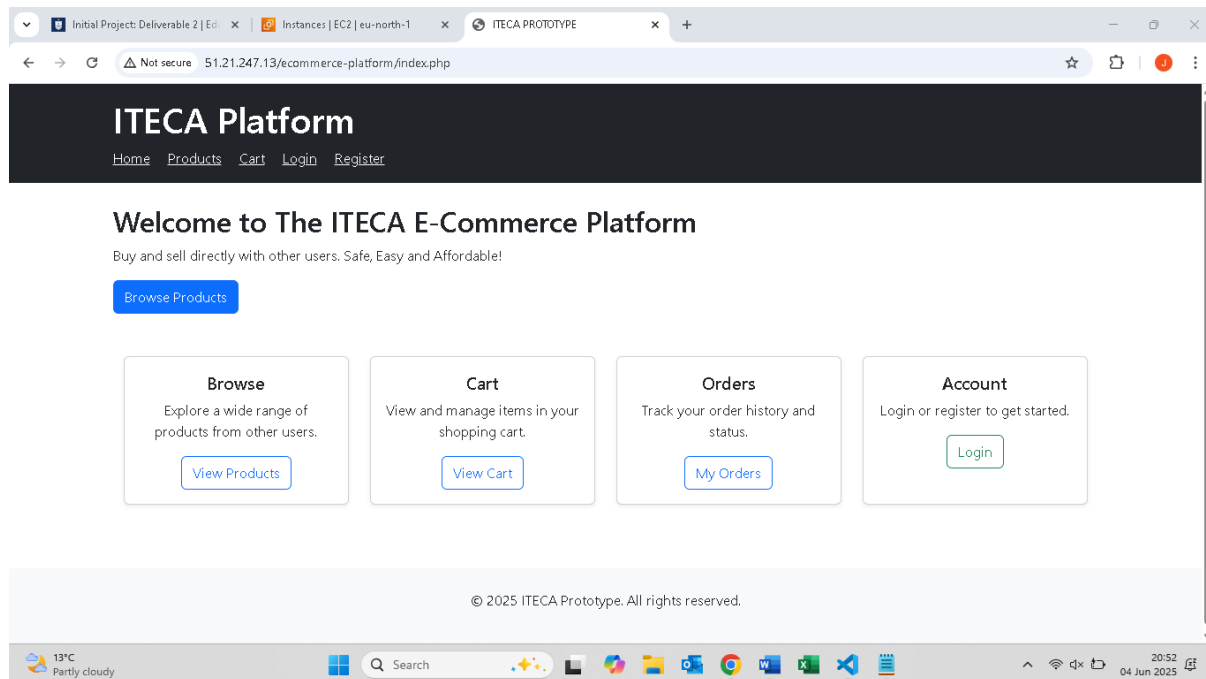 Initial Project: Deliverable 2 | Ed
Instances | EC2 | eu-north-1
ITECA PROTOTYPE
Not secure
51.21.247.13/ecommerce-platform/index.php
J
ITECA Platform
Home Products Cart Login Register
Welcome to The ITECA E-Commerce Platform
Buy and sell directly with other users. Safe, Easy and Affordable!
Browse Products
Browse
Explore a wide range of
products from other users.
View Products
Cart
View and manage items in your
shopping cart.
View Cart
Orders
Track your order history and
status.
My Orders
Account
Login or register to get started.
Login
© 2025 ITECA Prototype. All rights reserved.
13°C
Partly cloudy
Search
20:52
04 Jun 2025